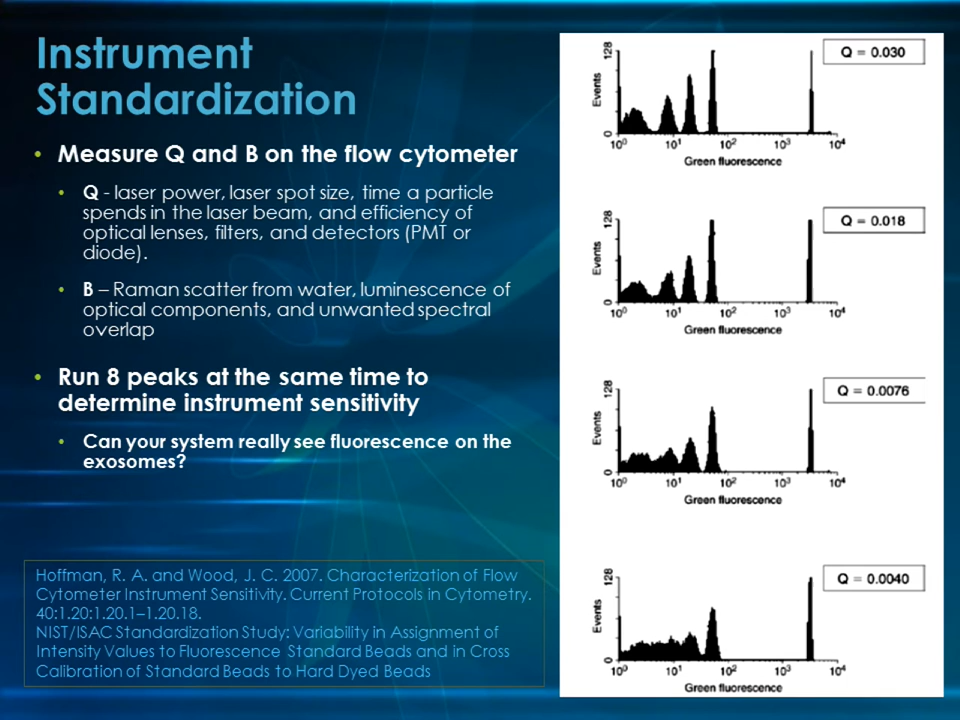 Instrument
Standardization
• Measure Q and B on the flow cytometer
• Q - laser power, laser spot size, time a particle
spends in the laser beam, and efficiency of
optical lenses, filters, and detectors (PMT or
diode).
• B – Raman scatter from water, luminescence of
optical components, and unwanted spectral
overlap
• Run 8 peaks at the same time to
determine instrument sensitivity
• Can your system really see fluorescence on the
exosomes?
Hoffman, R. A. and Wood, J. C. 2007. Characterization of Flow
Cytometer Instrument Sensitivity. Current Protocols in Cytometry.
40:1.20:1.20.1–1.20.18.
NIST/ISAC Standardization Study: Variability in Assignment of
Intensity Values to Fluorescence Standard Beads and in Cross
Calibration of Standard Beads to Hard Dyed Beads
Q = 0.030
128
Events
0
10⁰ 10¹ 10² 10³ 10⁴
Green fluorescence
Q = 0.018
128
Events
0
10⁰ 10¹ 10² 10³ 10⁴
Green fluorescence
Q = 0.0076
128
Events
0
10⁰ 10¹ 10² 10³ 10⁴
Green fluorescence
Q = 0.0040
128
Events
0
10⁰ 10¹ 10² 10³ 10⁴
Green fluorescence